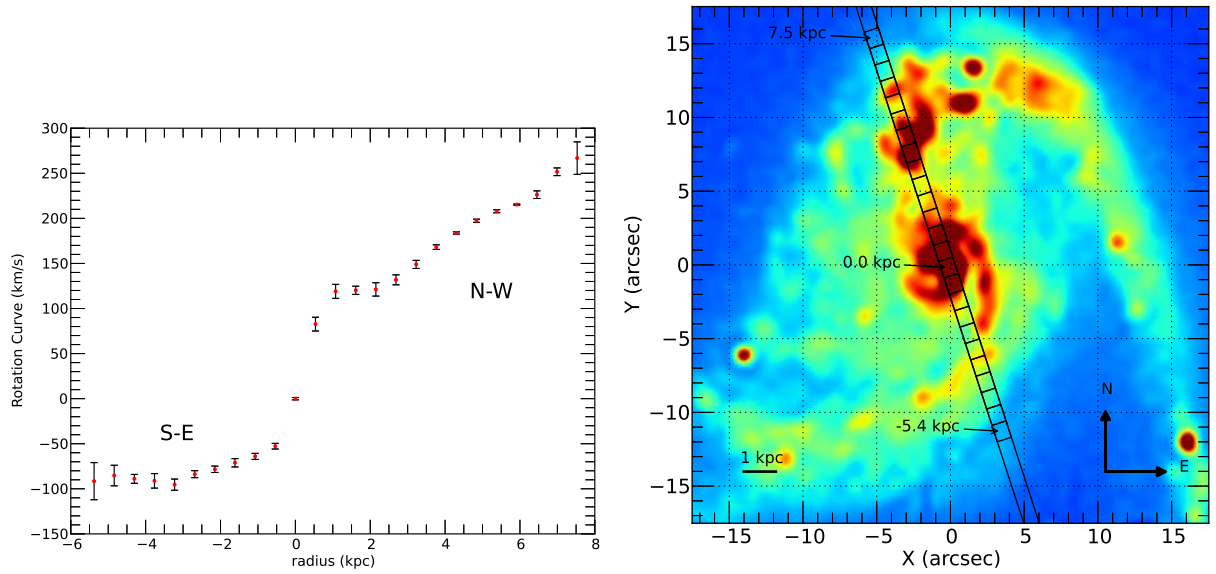 300
250
200
150
100
50
0
−50
−100
−150
−6
−4
−2
0
2
4
6
8
Rotation Curve (km/s)
radius (kpc)
N-W
S-E
15
10
5
0
−5
−10
−15
−15
−10
−5
0
5
10
15
Y (arcsec)
X (arcsec)
7.5 kpc
0.0 kpc
-5.4 kpc
1 kpc
N
E